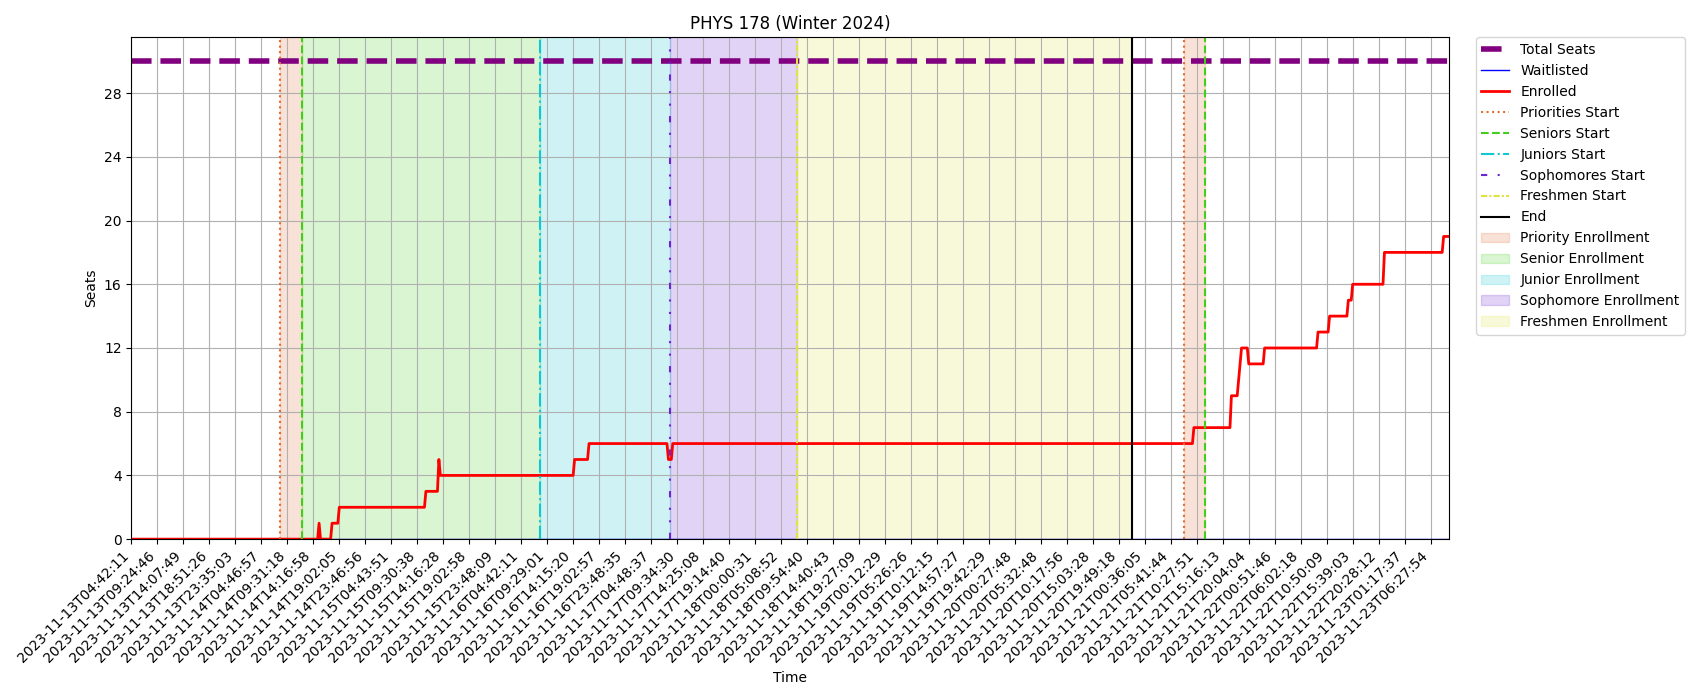 PHYS 178 (Winter 2024)
Seats
28
24
20
16
12
8
4
0
2023-11-13T04:42:11
2023-11-13T09:24:46
2023-11-13T14:07:49
2023-11-13T18:51:26
2023-11-13T23:35:03
2023-11-14T04:46:57
2023-11-14T09:31:18
2023-11-14T14:16:58
2023-11-14T19:02:05
2023-11-14T23:46:56
2023-11-15T04:43:51
2023-11-15T09:30:38
2023-11-15T14:16:28
2023-11-15T19:02:58
2023-11-15T23:48:09
2023-11-16T04:42:11
2023-11-16T09:29:01
2023-11-16T14:15:20
2023-11-16T19:02:57
2023-11-16T23:48:35
2023-11-17T04:48:37
2023-11-17T09:34:30
2023-11-17T14:25:08
2023-11-17T19:14:40
2023-11-18T00:00:31
2023-11-18T05:08:52
2023-11-18T09:54:40
2023-11-18T14:40:43
2023-11-18T19:27:09
2023-11-19T00:12:29
2023-11-19T05:26:26
2023-11-19T10:12:15
2023-11-19T14:57:27
2023-11-19T19:42:29
2023-11-20T00:27:48
2023-11-20T05:32:48
2023-11-20T10:17:56
2023-11-20T15:03:28
2023-11-20T19:49:18
2023-11-21T00:36:05
2023-11-21T05:41:44
2023-11-21T10:27:51
2023-11-21T15:16:13
2023-11-21T20:04:04
2023-11-22T00:51:46
2023-11-22T06:02:18
2023-11-22T10:50:09
2023-11-22T15:39:03
2023-11-22T20:28:12
2023-11-23T01:17:37
2023-11-23T06:27:54
Time
Total Seats
Waitlisted
Enrolled
Priorities Start
Seniors Start
Juniors Start
Sophomores Start
Freshmen Start
End
Priority Enrollment
Senior Enrollment
Junior Enrollment
Sophomore Enrollment
Freshmen Enrollment